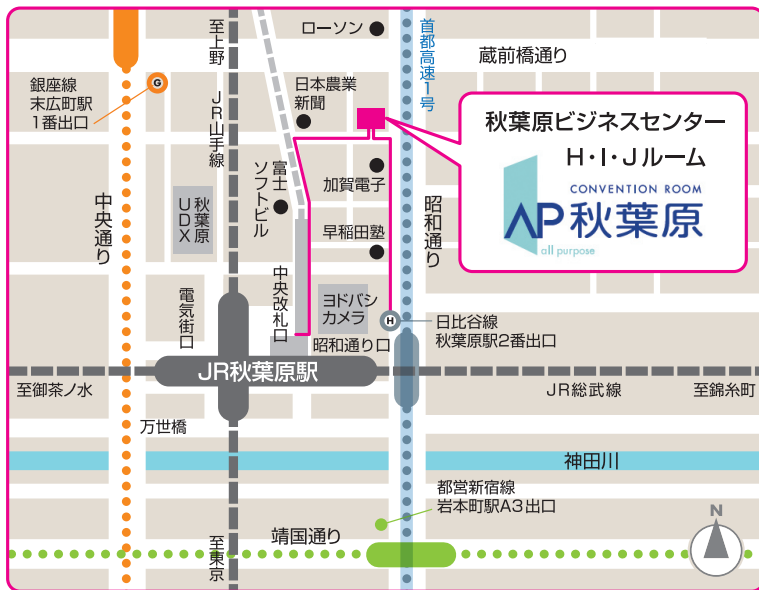 至上野
ローソン
首都高速1号
蔵前橋通り
銀座線
末広町駅
1番出口
G
JR山手線
日本農業
新聞
秋葉原ビジネスセンター
H・I・Jルーム
CONVENTION ROOM
AP秋葉原
all purpose
富士
ソフトビル
加賀電子
中央通り
秋葉原
UDX
昭和通り
早稲田塾
電気街口
中央改札口
ヨドバシ
カメラ
H
日比谷線
秋葉原駅2番出口
昭和通り口
JR秋葉原駅
至御茶ノ水
JR総武線
至錦糸町
万世橋
神田川
都営新宿線
岩本町駅A3出口
靖国通り
至東京
N